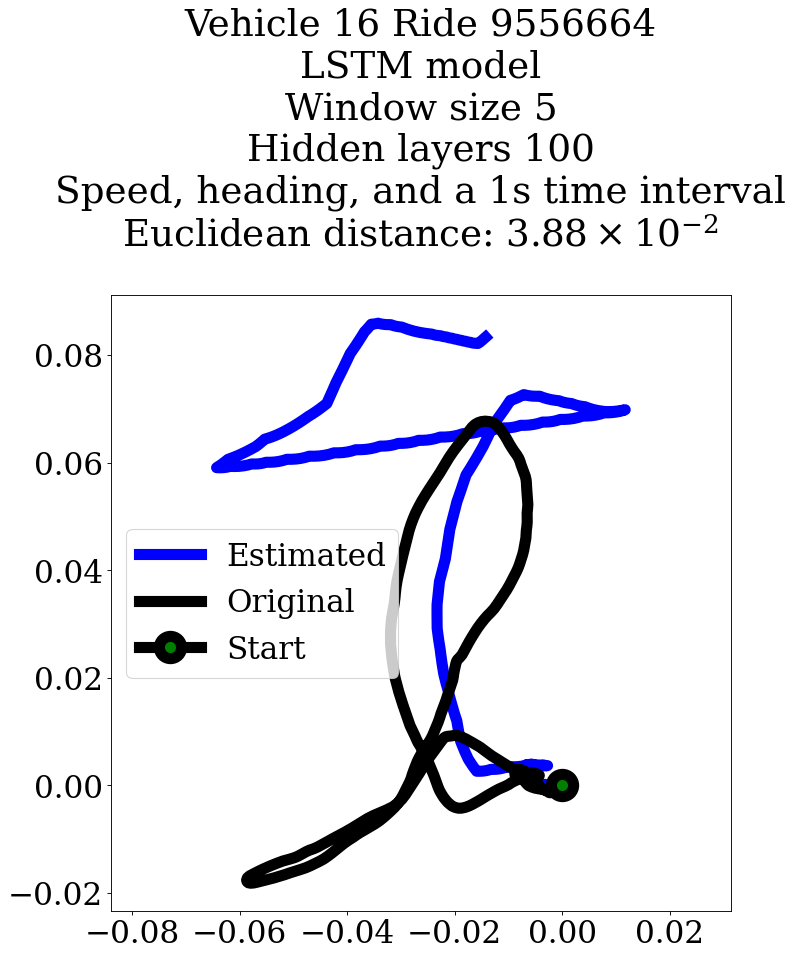 Vehicle 16 Ride 9556664
LSTM model
Window size 5
Hidden layers 100
Speed, heading, and a 1s time interval
Euclidean distance: 3.88 × 10⁻²
0.08
0.06
0.04
0.02
0.00
−0.02
Estimated
Original
Start
−0.08 −0.06 −0.04 −0.02 0.00 0.02